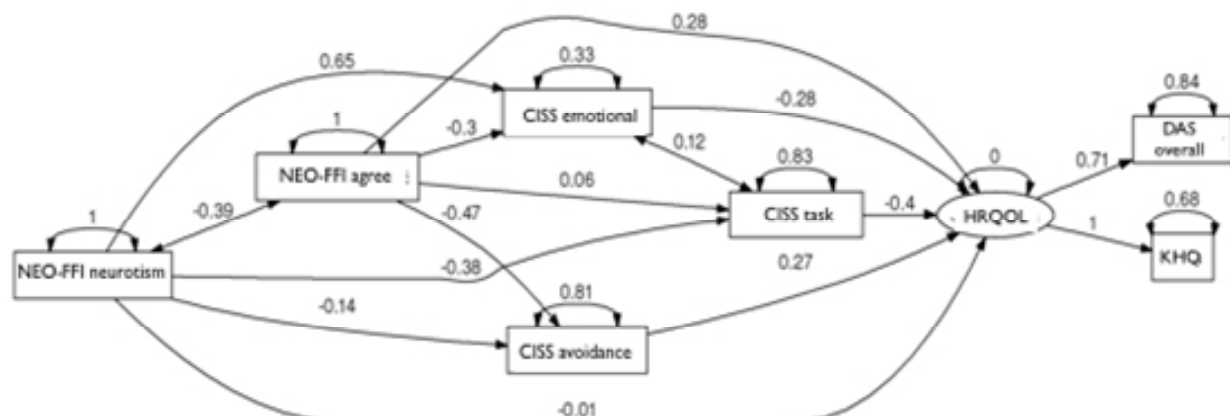 0.28
0.65
0.33
CISS emotional
-0.28
0.84
DAS
overall
1
-0.3
NEO-FFI agree
0.12
0.83
0
0.71
0.06
CISS task
-0.4
HRQOL
0.68
1
-0.39
-0.47
1
KHQ
NEO-FFI neurotism
-0.38
0.27
-0.14
0.81
CISS avoidance
-0.01